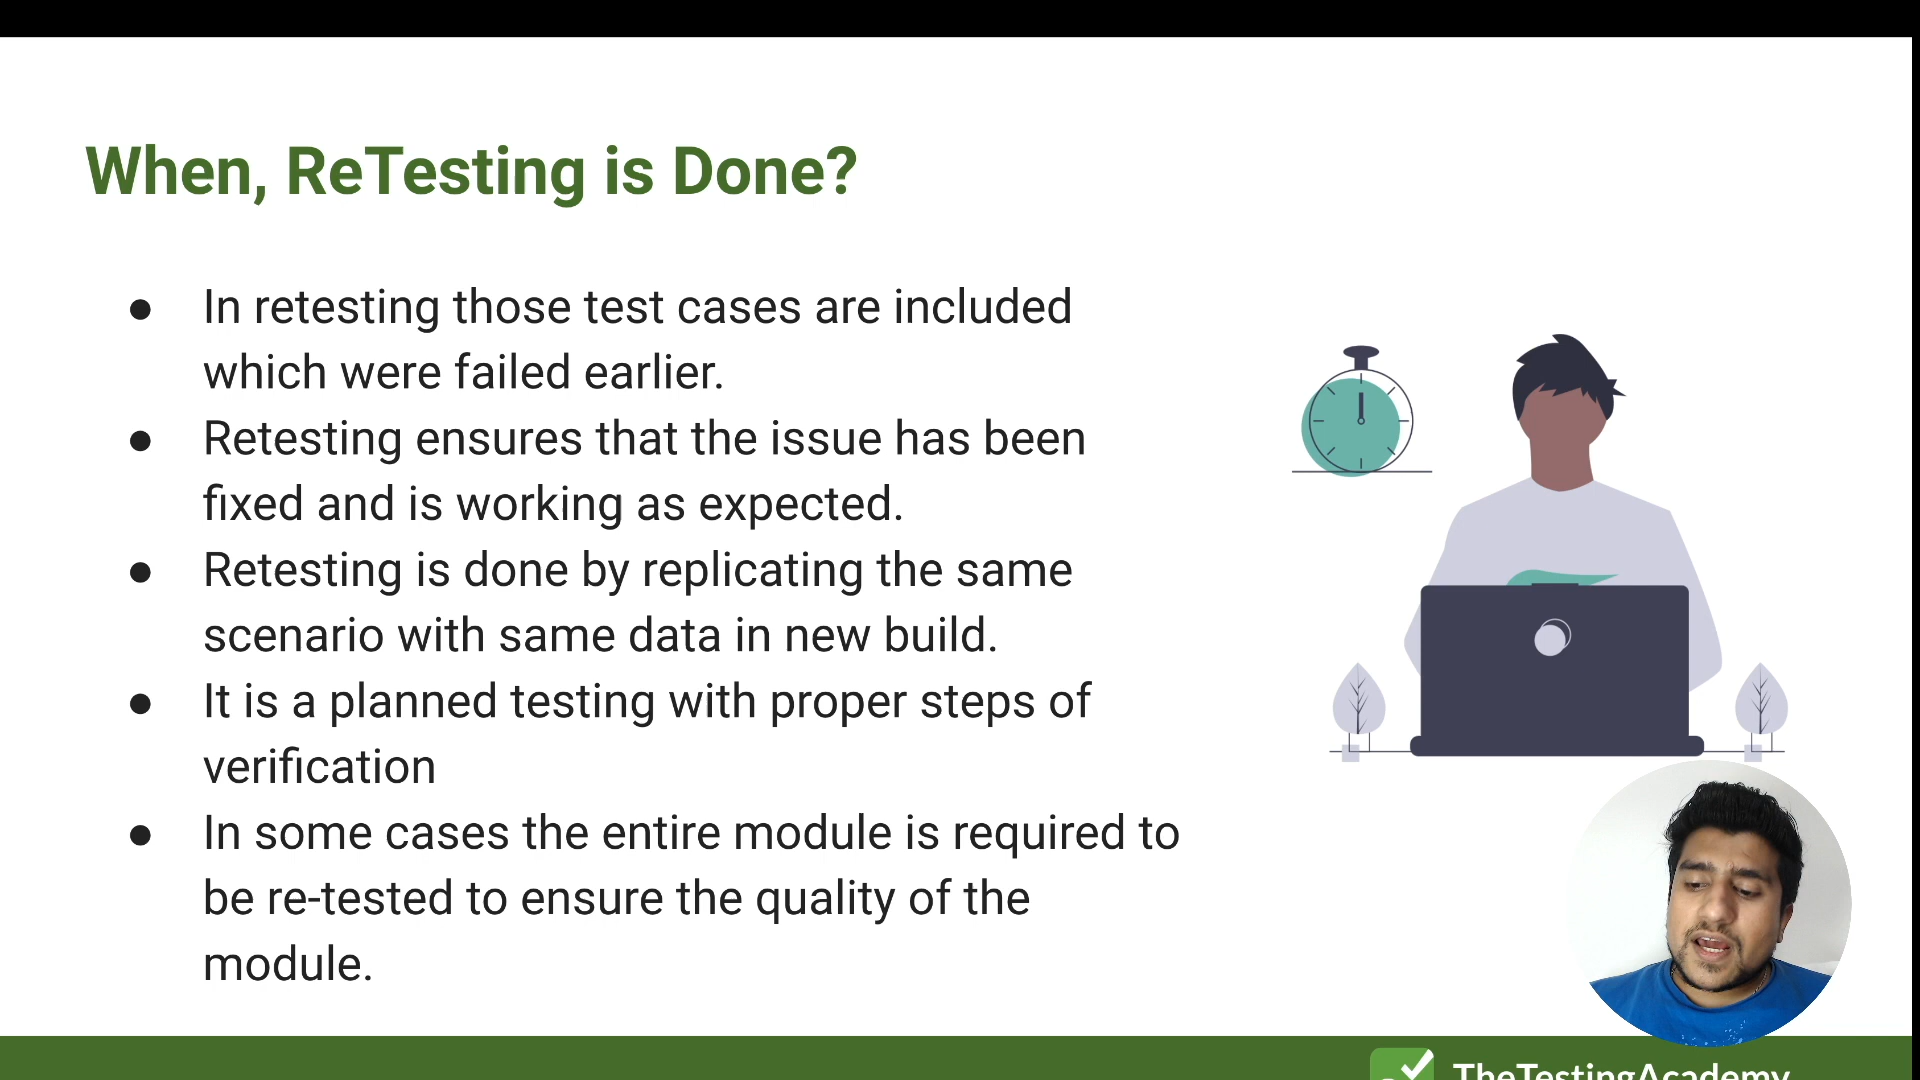 When, ReTesting is Done?
● In retesting those test cases are included
which were failed earlier.
● Retesting ensures that the issue has been
fixed and is working as expected.
● Retesting is done by replicating the same
scenario with same data in new build.
● It is a planned testing with proper steps of
verification
● In some cases the entire module is required to
be re-tested to ensure the quality of the
module.
TheTestingAcademy